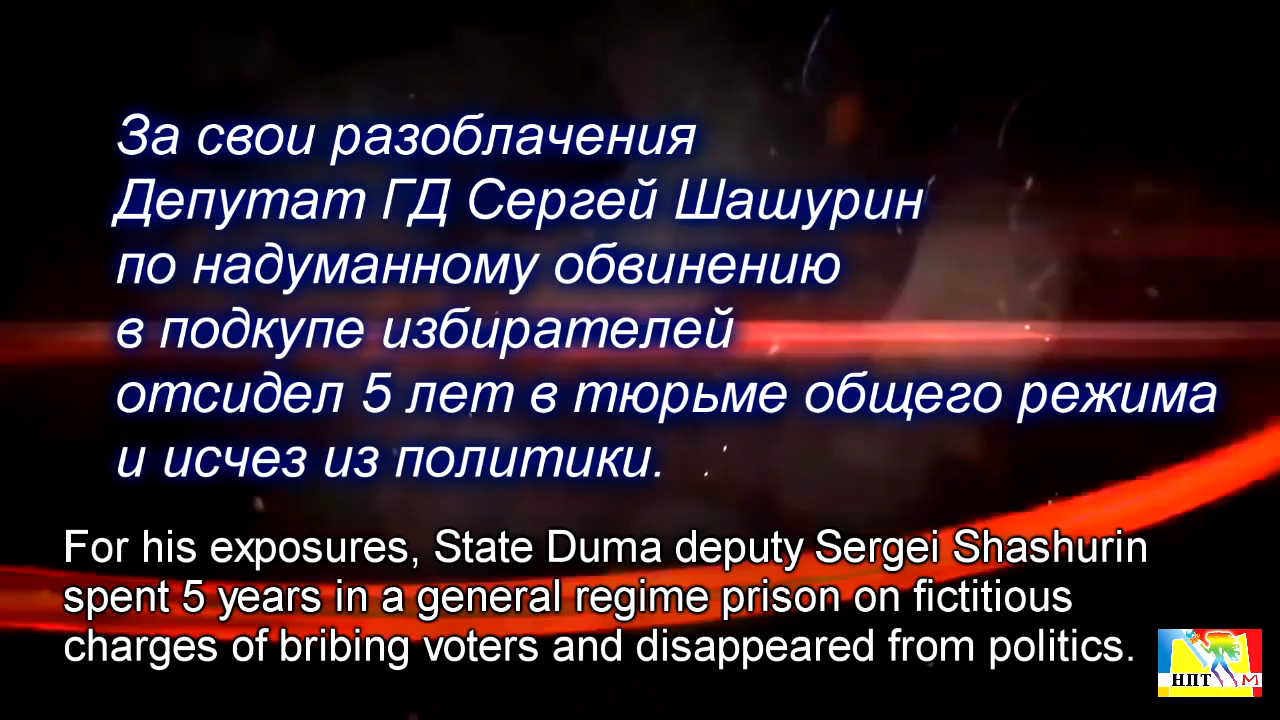 За свои разоблачения
Депутат ГД Сергей Шашурин
по надуманному обвинению
в подкупе избирателей
отсидел 5 лет в тюрьме общего режима
и исчез из политики.
For his exposures, State Duma deputy Sergei Shashurin
spent 5 years in a general regime prison on fictitious
charges of bribing voters and disappeared from politics.
НПТ М